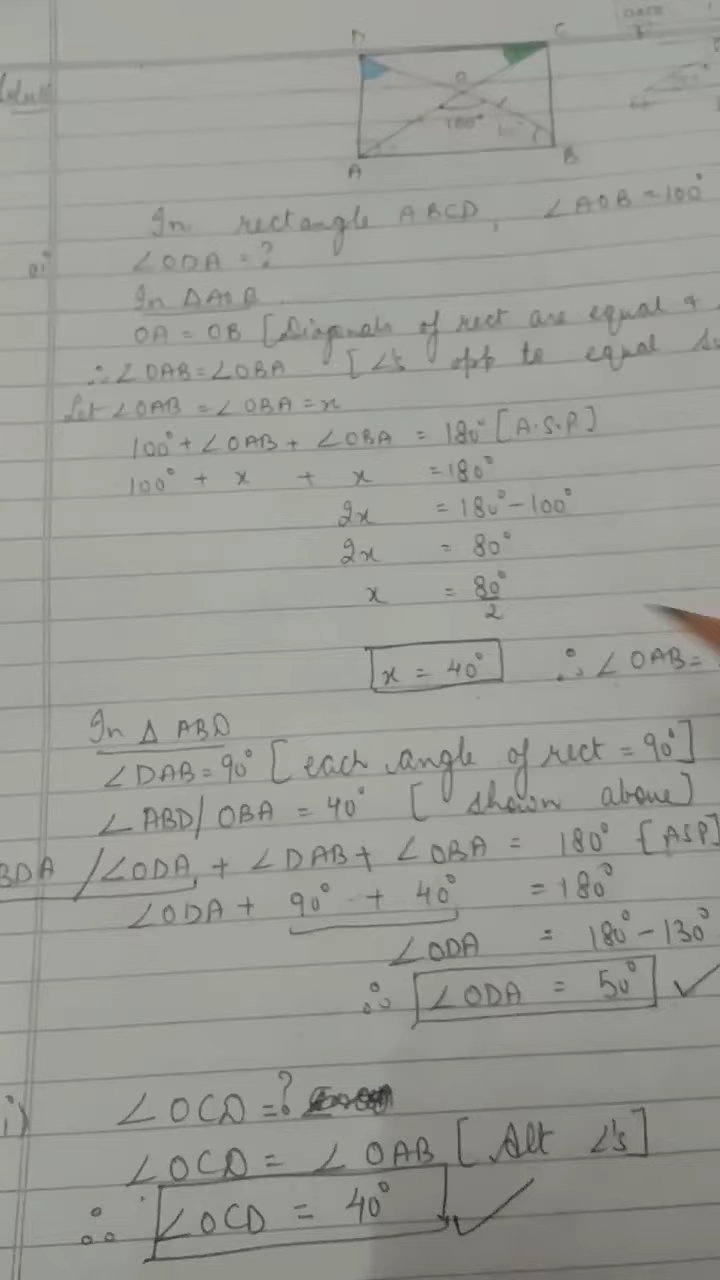 DATE
D C
O
100°
A B
In rectangle ABCD, ∠AOB = 100°
∠ODA = ?
In ΔAOB
OA = OB [Diagonals of rect are equal &
∴ ∠OAB = ∠OBA [∠s opp to equal
Let ∠OAB = ∠OBA = x
100° + ∠OAB + ∠OBA = 180° [A.S.P]
100° + x + x = 180°
2x = 180° - 100°
2x = 80°
x = 80°/2
x = 40° ∴ ∠OAB =
In Δ ABD
∠DAB = 90° [each angle of rect = 90°]
∠ABD/OBA = 40° [shown above]
BDA /∠ODA + ∠DAB + ∠OBA = 180° [ASP]
∠ODA + 90° + 40° = 180°
∠ODA = 180° - 130°
∴ ∠ODA = 50° ✓
i) ∠OCD = ?
∠OCD = ∠OAB [Alt ∠'s]
∴ ∠OCD = 40° ✓